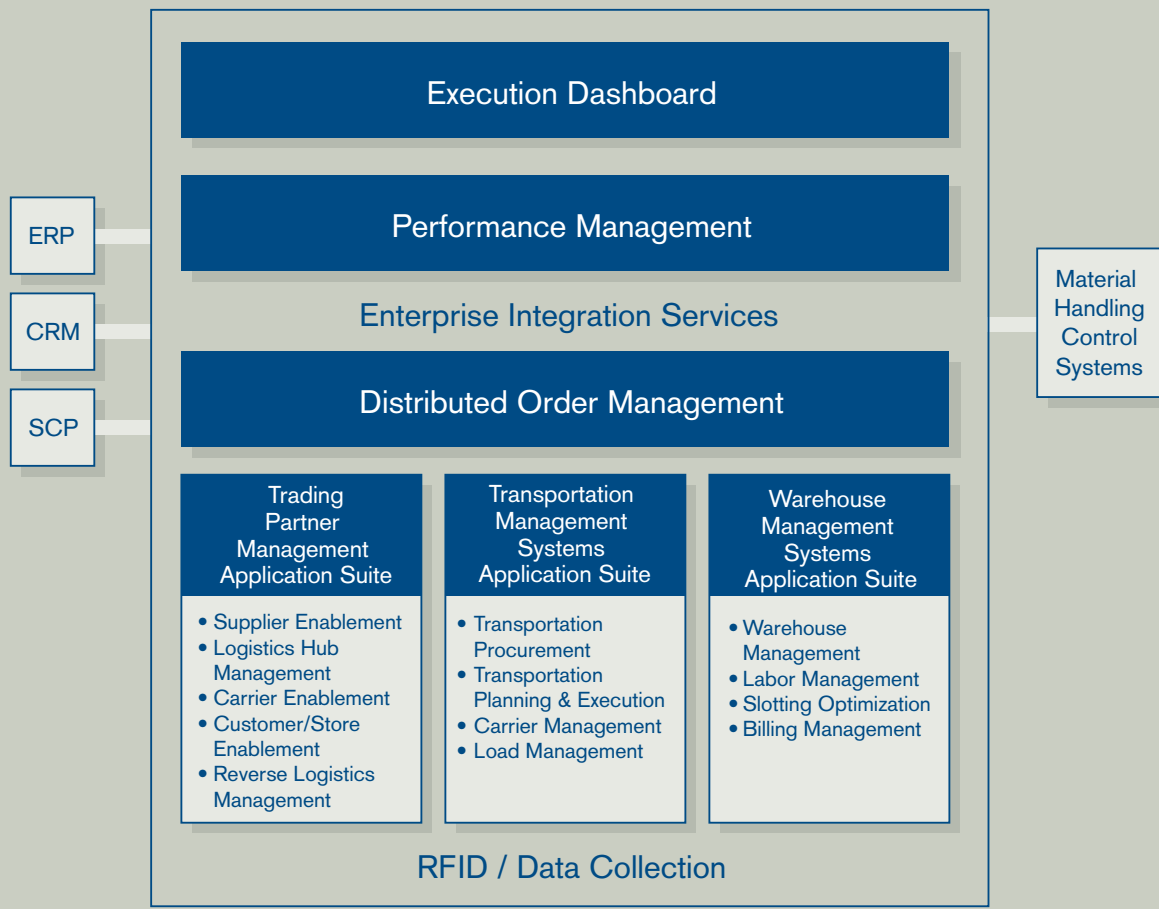 Execution Dashboard
Performance Management
Enterprise Integration Services
Distributed Order Management
ERP
CRM
SCP
Material
Handling
Control
Systems
Trading
Partner
Management
Application Suite
• Supplier Enablement
• Logistics Hub
Management
• Carrier Enablement
• Customer/Store
Enablement
• Reverse Logistics
Management
Transportation
Management
Systems
Application Suite
• Transportation
Procurement
• Transportation
Planning & Execution
• Carrier Management
• Load Management
Warehouse
Management
Systems
Application Suite
• Warehouse
Management
• Labor Management
• Slotting Optimization
• Billing Management
RFID / Data Collection